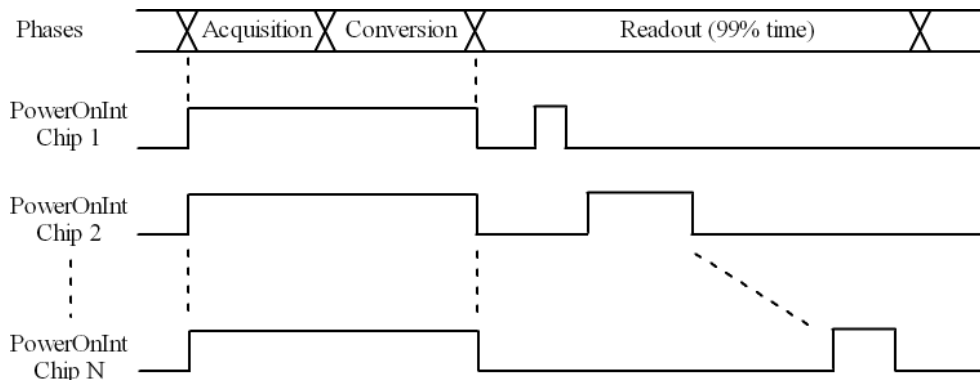 Phases
Acquisition
Conversion
Readout (99% time)
PowerOnInt
Chip 1
PowerOnInt
Chip 2
PowerOnInt
Chip N